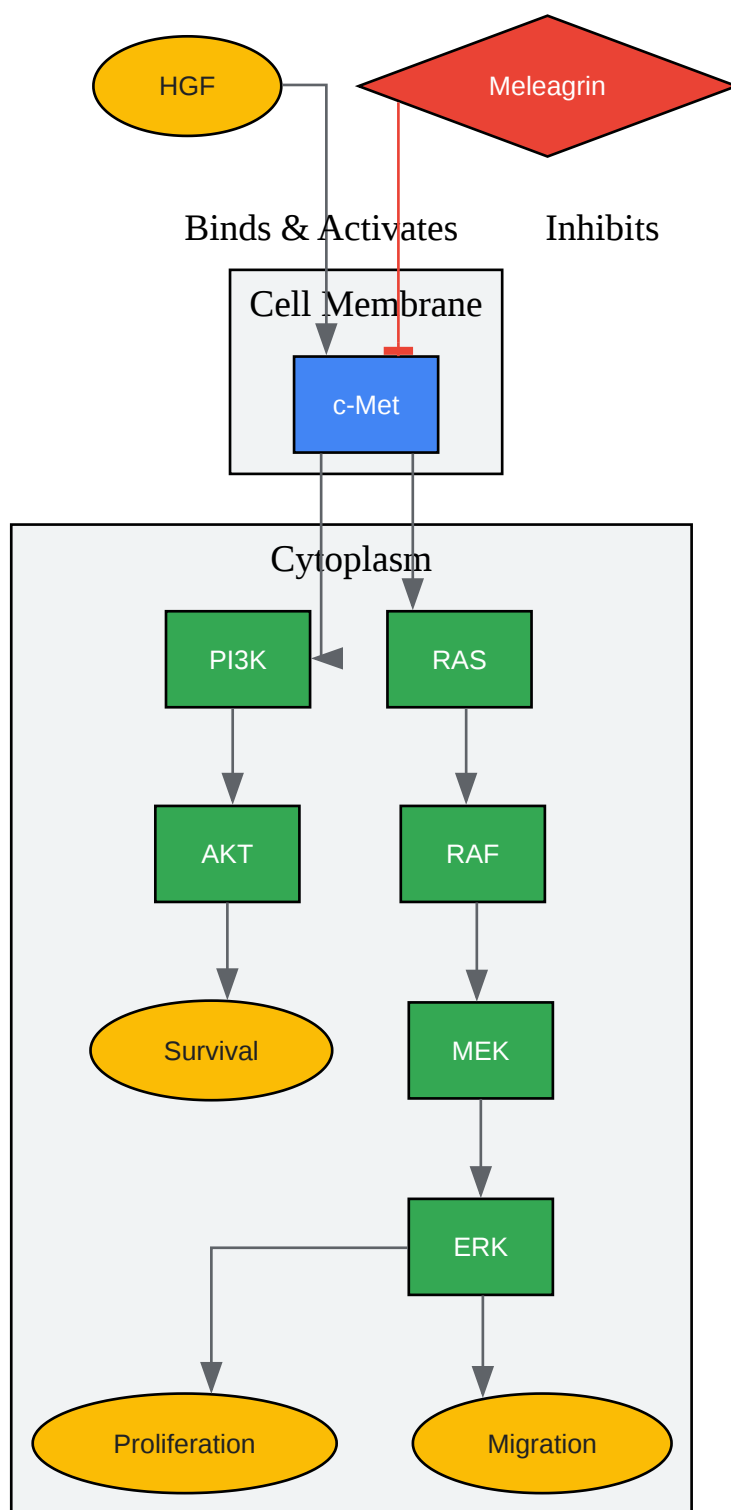 HGF
Meleagrin
Binds & Activates
Inhibits
Cell Membrane
c-Met
Cytoplasm
PI3K
RAS
AKT
RAF
Survival
MEK
ERK
Proliferation
Migration